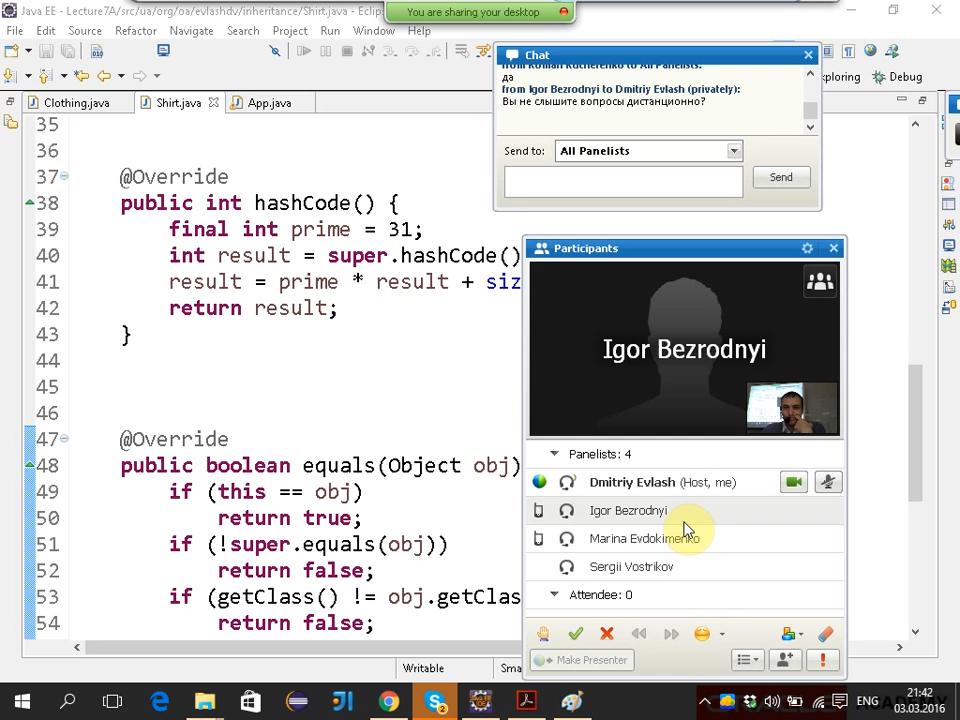 Java EE - Lecture7A/src/ua/org/oa/evlashdv/inheritance/Shirt.java - Eclip
You are sharing your desktop
File Edit Source Refactor Navigate Search Project Run Window Help
xploring Debug
Clothing.java Shirt.java App.java
35
36
37 @Override
38 public int hashCode() {
39 final int prime = 31;
40 int result = super.hashCode()
41 result = prime * result + siz
42 return result;
43 }
44
45
46
47 @Override
48 public boolean equals(Object obj)
49 if (this == obj)
50 return true;
51 if (!super.equals(obj))
52 return false;
53 if (getClass() != obj.getClas
54 return false;
Chat
from Roman Kucherenko to All Panelists:
да
from Igor Bezrodnyi to Dmitriy Evlash (privately):
Вы не слышите вопросы дистанционно?
Send to: All Panelists
Send
Participants
Igor Bezrodnyi
Panelists: 4
Dmitriy Evlash (Host, me)
Igor Bezrodnyi
Marina Evdokimenko
Sergii Vostrikov
Attendee: 0
Make Presenter
Writable Sma
ENG
21:42
03.03.2016